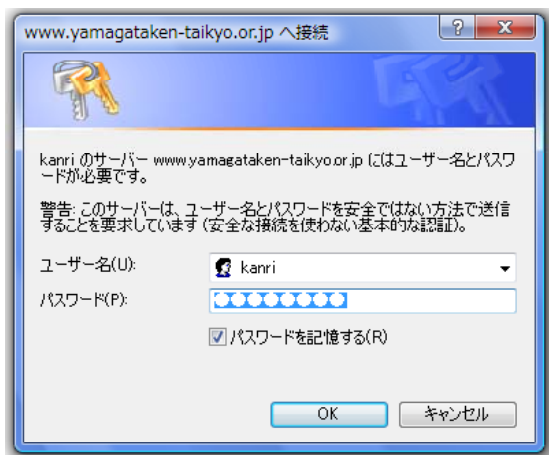 www.yamagataken-taikyo.or.jp へ接続
kanri のサーバー www.yamagataken-taikyo.or.jp にはユーザー名とパスワ
ードが必要です。
警告: このサーバーは、ユーザー名とパスワードを安全ではない方法で送信
することを要求しています (安全な接続を使わない基本的な認証)。
ユーザー名(U):
kanri
パスワード(P):
●●●●●●●●
パスワードを記憶する(R)
OK
キャンセル